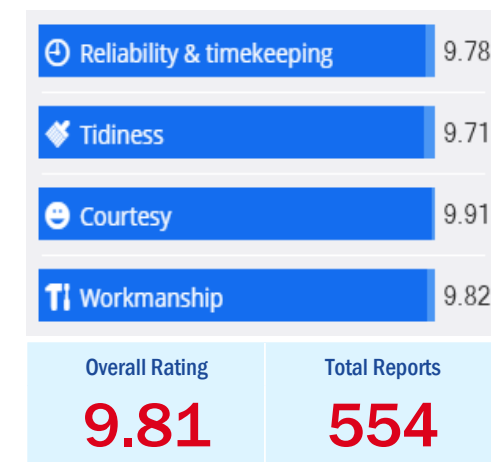 Reliability & timekeeping 9.78
Tidiness 9.71
Courtesy 9.91
Workmanship 9.82
Overall Rating Total Reports
9.81 554